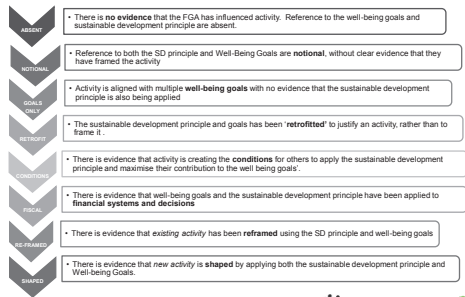 ABSENT
• There is no evidence that the FGA has influenced activity. Reference to the well-being goals and
sustainable development principle are absent.
NOTIONAL
• Reference to both the SD principle and Well-Being Goals are notional, without clear evidence that they
have framed the activity
GOALS
ONLY
• Activity is aligned with multiple well-being goals with no evidence that the sustainable development
principle is also being applied
RETROFIT
• The sustainable development principle and goals has been 'retrofitted' to justify an activity, rather than to
frame it .
CONDITIONS
• There is evidence that activity is creating the conditions for others to apply the sustainable development
principle and maximise their contribution to the well being goals'.
FISCAL
• There is evidence that well-being goals and the sustainable development principle have been applied to
financial systems and decisions
RE-FRAMED
• There is evidence that existing activity has been reframed using the SD principle and well-being goals
SHAPED
• There is evidence that new activity is shaped by applying both the sustainable development principle and
Well-being Goals.